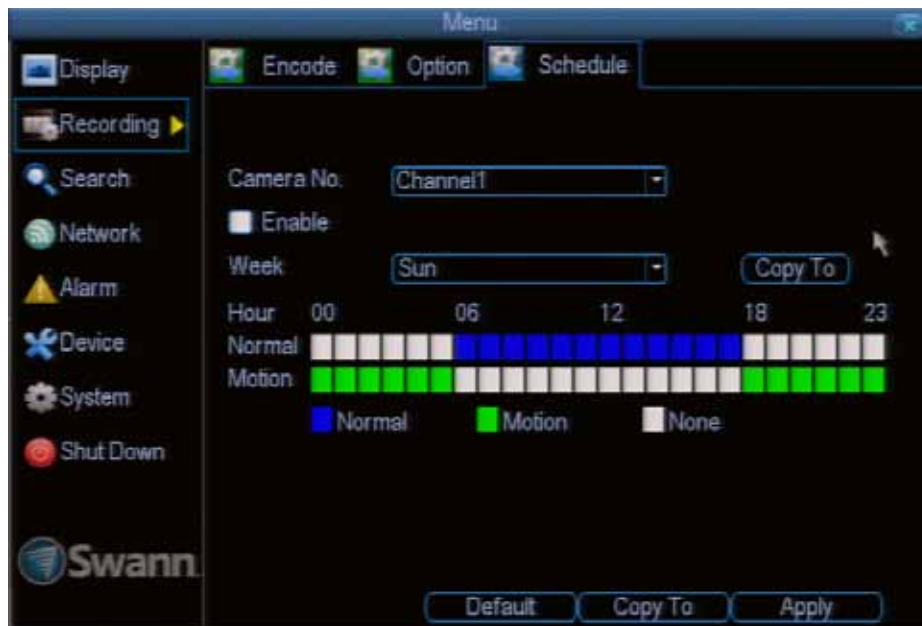 Menu
Display
Recording
Search
Network
Alarm
Device
System
Shut Down
Swann
Encode Option Schedule
Camera No. Channel1
Enable
Week Sun Copy To
Hour 00 06 12 18 23
Normal
Motion
Normal Motion None
Default Copy To Apply